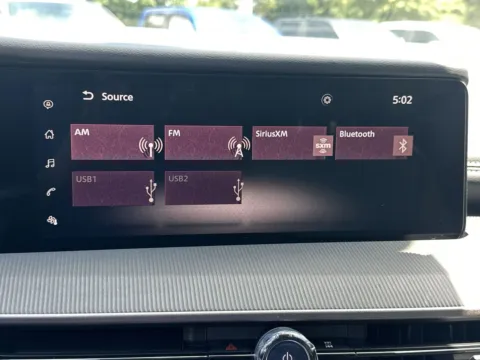 Source
5:02
AM
FM
SiriusXM
Bluetooth
sxm
USB1
USB2